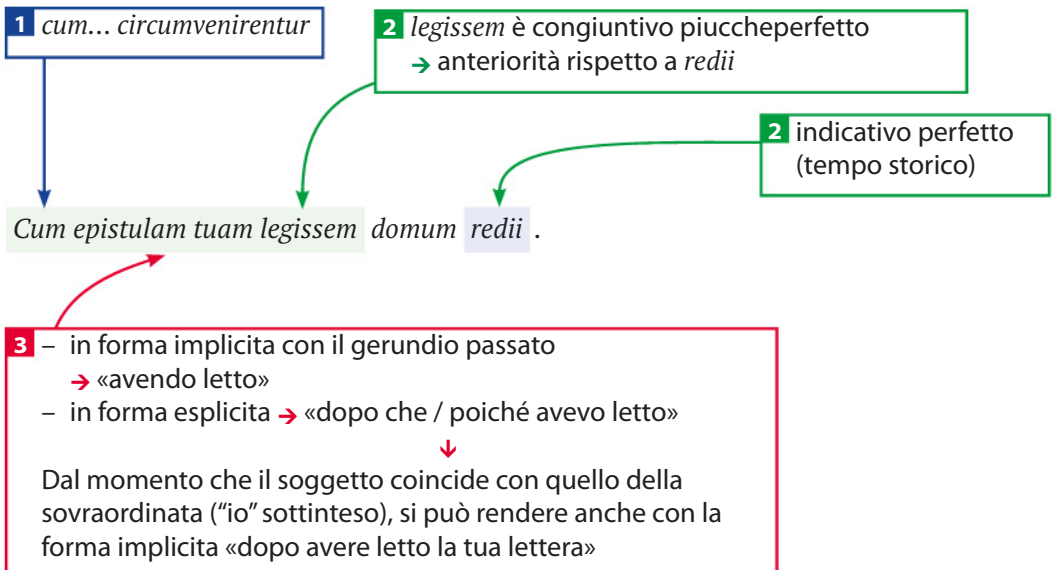 1 cum... circumvenirentur
2 legissem è congiuntivo piuccheperfetto
→ anteriorità rispetto a redii
2 indicativo perfetto
(tempo storico)
Cum epistulam tuam legissem domum redii .
3 – in forma implicita con il gerundio passato
→ «avendo letto»
– in forma esplicita → «dopo che / poiché avevo letto»
↓
Dal momento che il soggetto coincide con quello della
sovraordinata (“io” sottinteso), si può rendere anche con la
forma implicita «dopo avere letto la tua lettera»